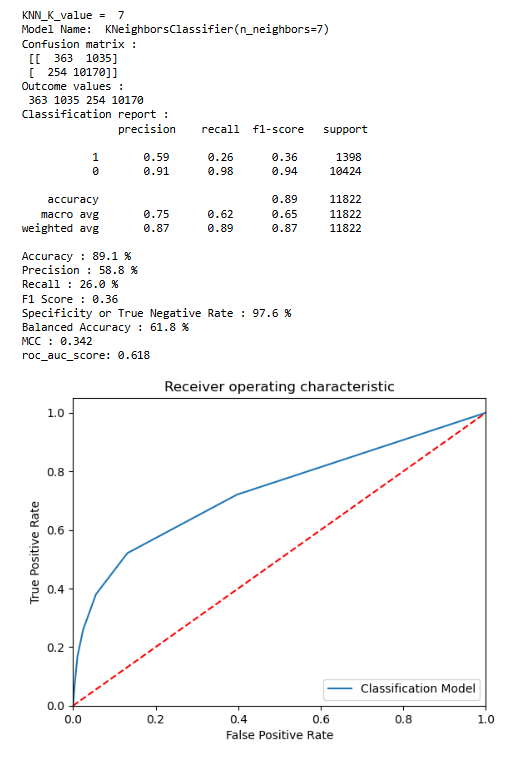 KNN_K_value =  7
Model Name:  KNeighborsClassifier(n_neighbors=7)
Confusion matrix :
[[  363  1035]
[  254 10170]]
Outcome values :
363 1035 254 10170
Classification report :
precision    recall  f1-score   support
1       0.59      0.26      0.36      1398
0       0.91      0.98      0.94     10424
accuracy                           0.89     11822
macro avg       0.75      0.62      0.65     11822
weighted avg       0.87      0.89      0.87     11822
Accuracy : 89.1 %
Precision : 58.8 %
Recall : 26.0 %
F1 Score : 0.36
Specificity or True Negative Rate : 97.6 %
Balanced Accuracy : 61.8 %
MCC : 0.342
roc_auc_score: 0.618
Receiver operating characteristic
1.0
0.8
0.6
0.4
0.2
0.0
True Positive Rate
Classification Model
0.0 0.2 0.4 0.6 0.8 1.0
False Positive Rate